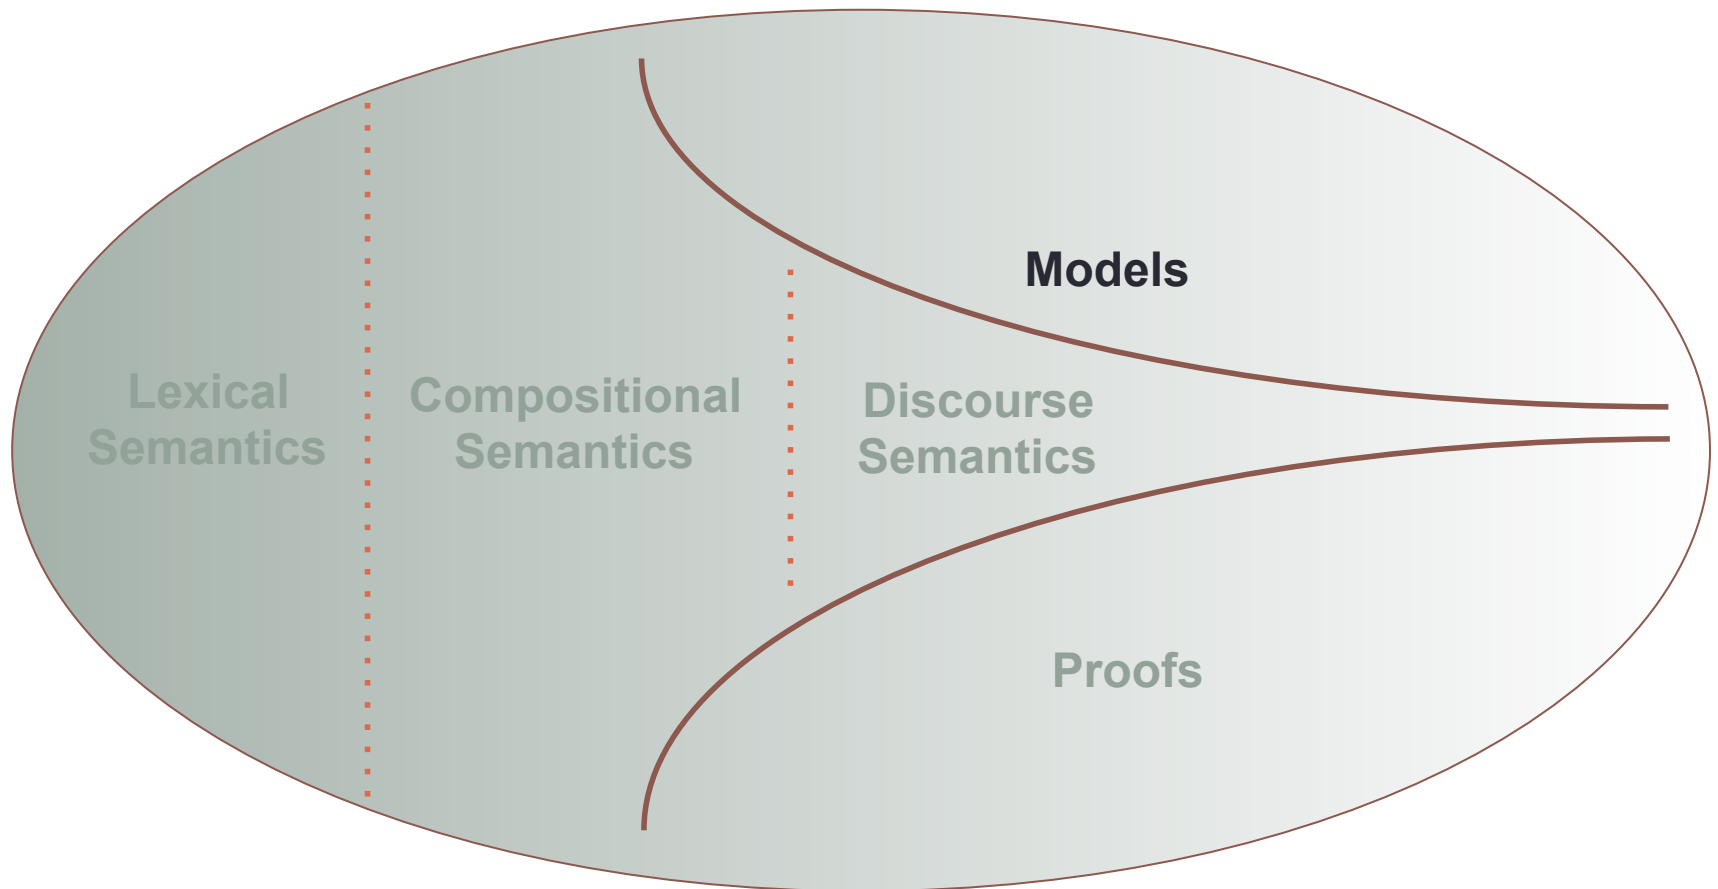 Models
Lexical
Semantics
Compositional
Semantics
Discourse
Semantics
Proofs